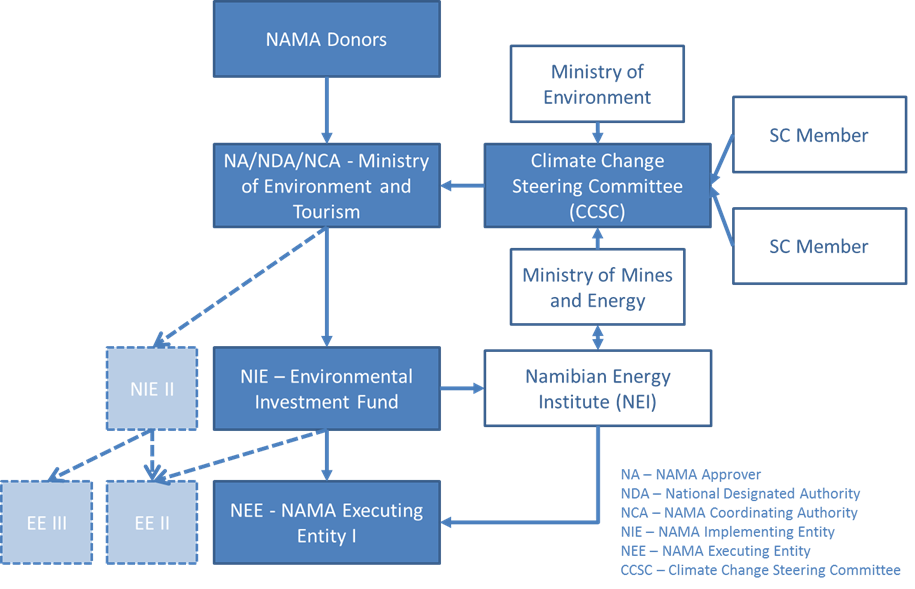 NAMA Donors
Ministry of
Environment
SC Member
NA/NDA/NCA - Ministry
of Environment and
Tourism
Climate Change
Steering Committee
(CCSC)
SC Member
Ministry of Mines
and Energy
NIE II
NIE – Environmental
Investment Fund
Namibian Energy
Institute (NEI)
EE III
EE II
NEE - NAMA Executing
Entity I
NA – NAMA Approver
NDA – National Designated Authority
NCA – NAMA Coordinating Authority
NIE – NAMA Implementing Entity
NEE – NAMA Executing Entity
CCSC – Climate Change Steering Committee